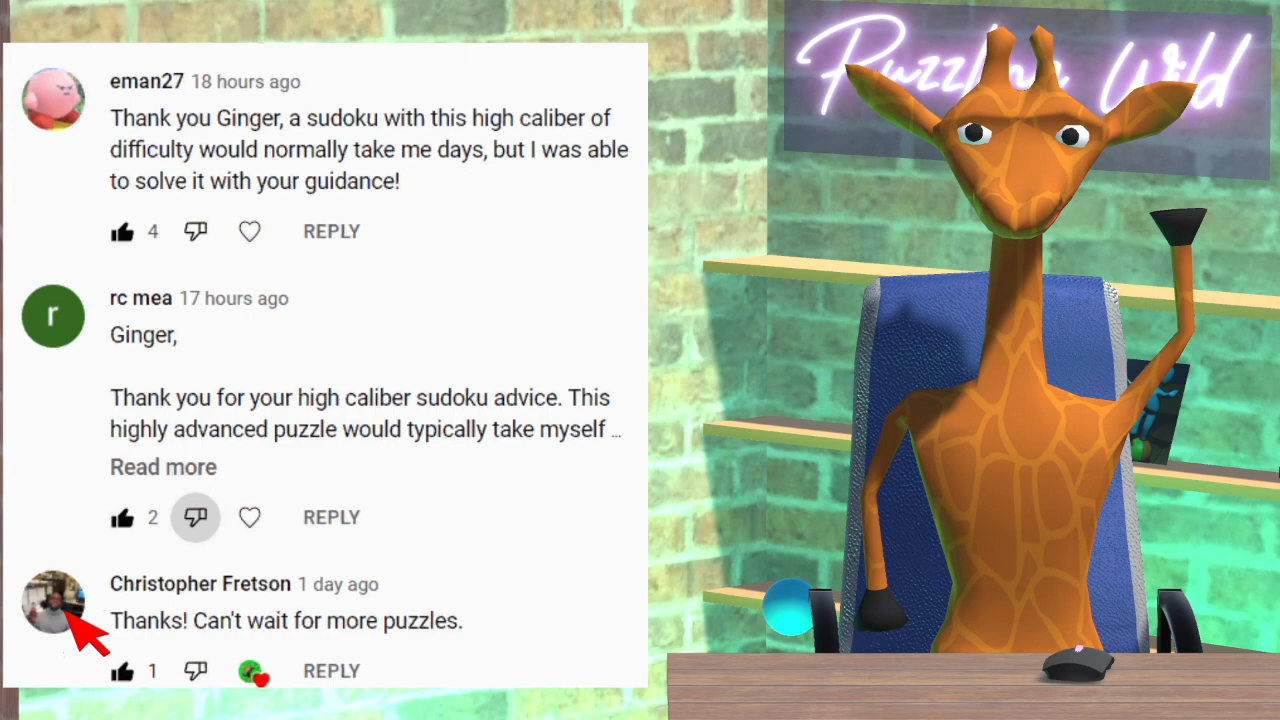 Puzzling Wild
eman27 18 hours ago
Thank you Ginger, a sudoku with this high caliber of
difficulty would normally take me days, but I was able
to solve it with your guidance!
4 REPLY
r
rc mea 17 hours ago
Ginger,
Thank you for your high caliber sudoku advice. This
highly advanced puzzle would typically take myself ...
Read more
2 REPLY
Christopher Fretson 1 day ago
Thanks! Can't wait for more puzzles.
1 REPLY